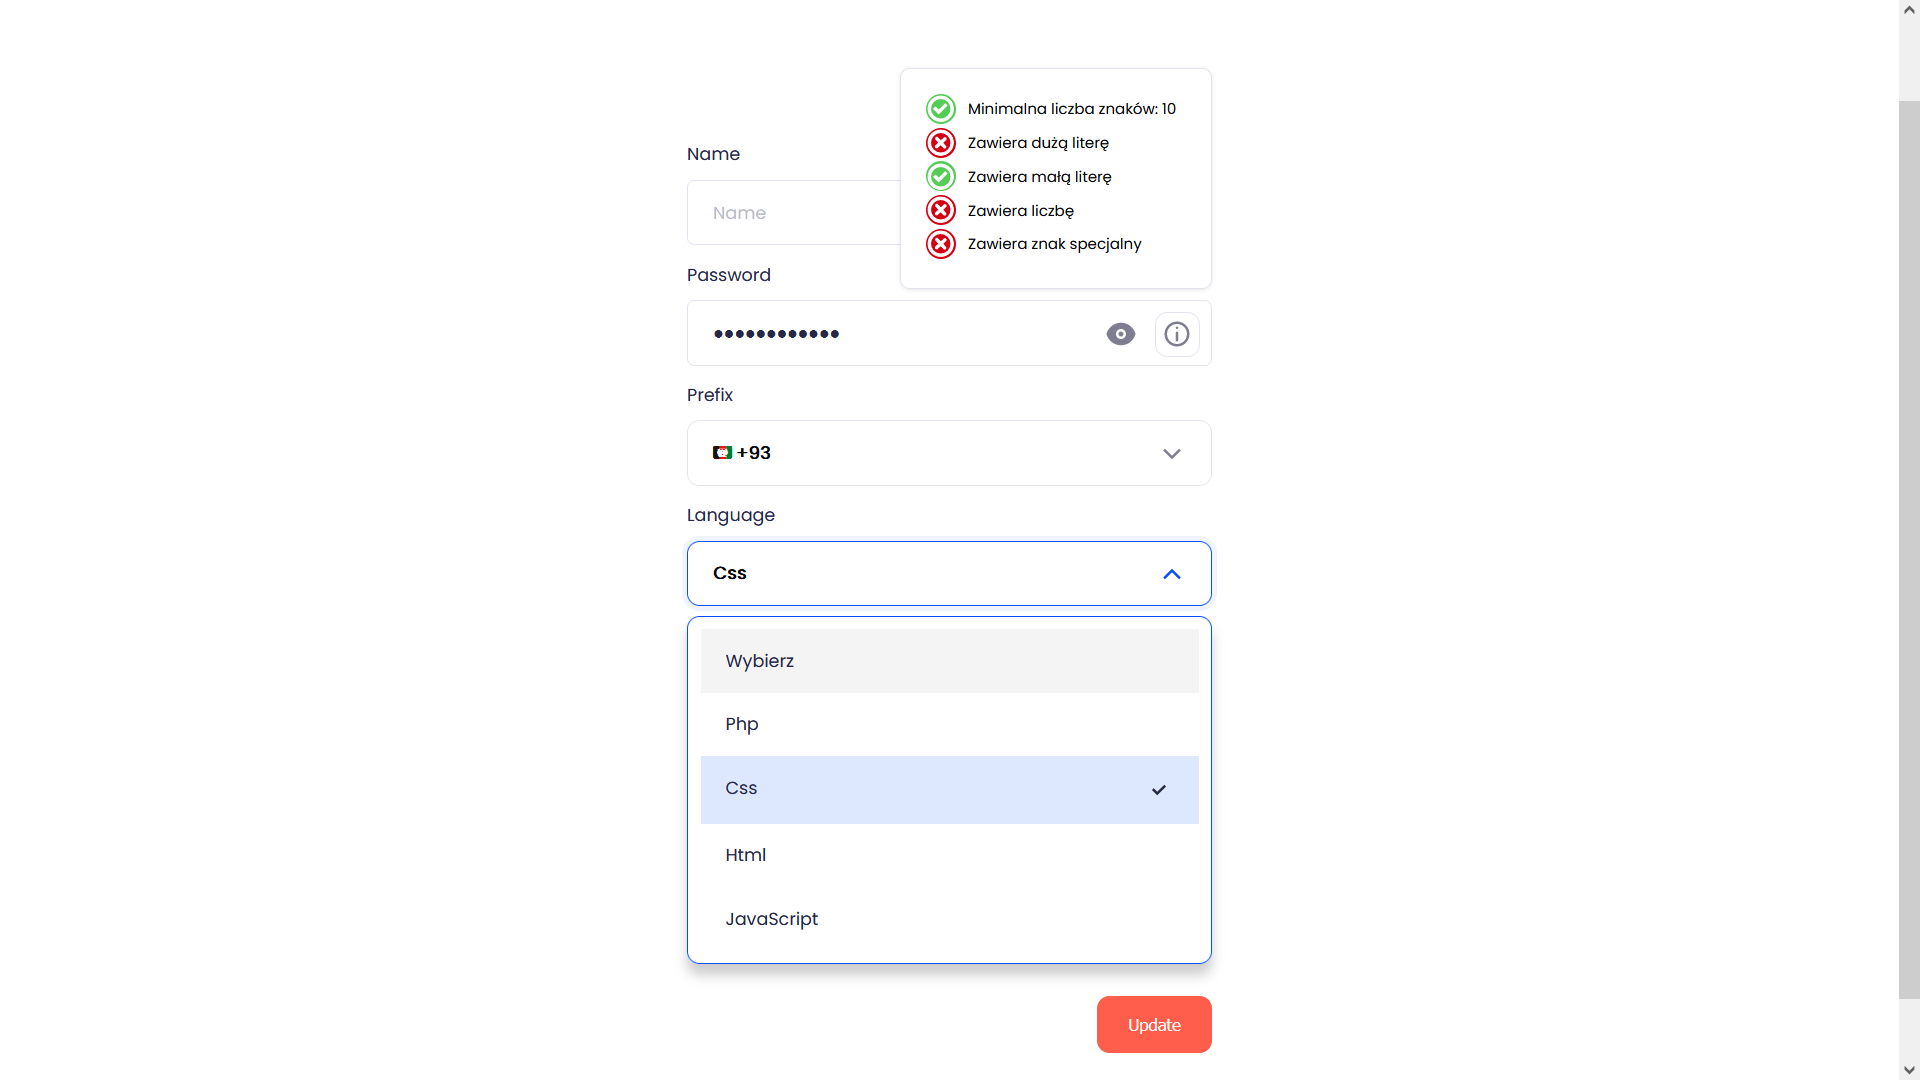 Minimalna liczba znaków: 10
Zawiera dużą literę
Zawiera małą literę
Zawiera liczbę
Zawiera znak specjalny
Name
Name
Password
••••••••••••
Prefix
+93
Language
Css
Wybierz
Php
Css
Html
JavaScript
Update